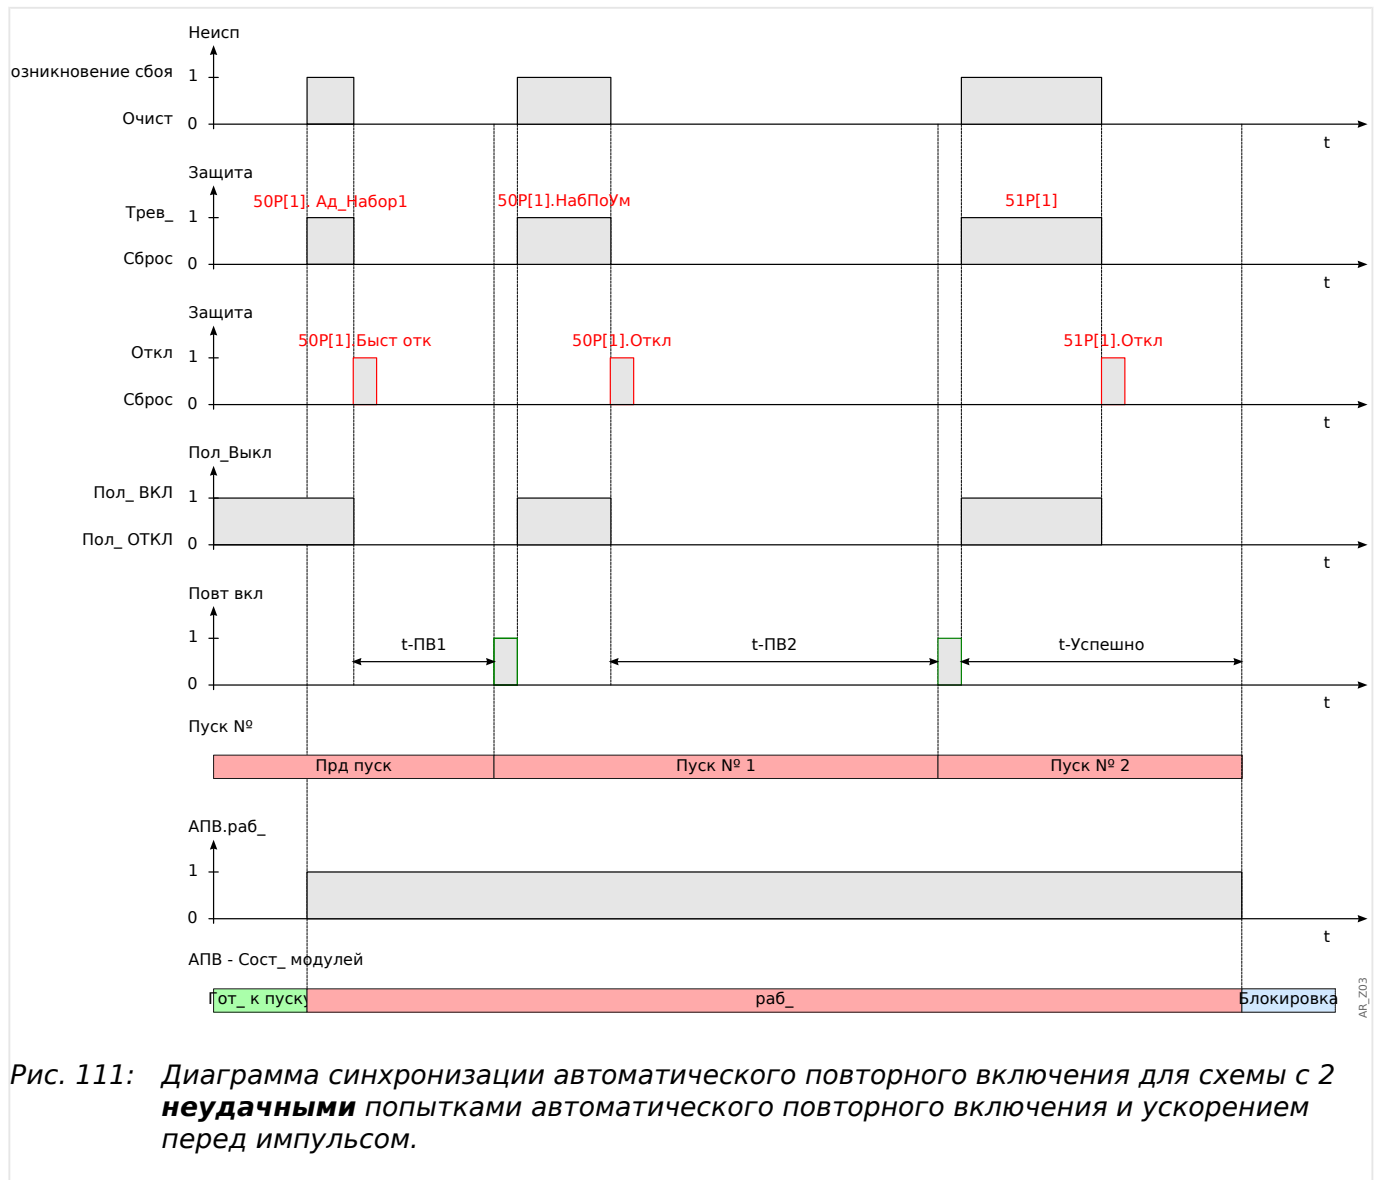 Неисп
озникновение сбоя 1
Очист 0
t
Защита
50P[1]. Ад_Набор1 50P[1].НабПоУм 51P[1]
Трев_ 1
Сброс 0
t
Защита
50P[1].Быст отк 50P[1].Откл 51P[1].Откл
Откл 1
Сброс 0
t
Пол_Выкл
Пол_ ВКЛ 1
Пол_ ОТКЛ 0
t
Повт вкл
1 t-ПВ1 t-ПВ2 t-Успешно
0
t
Пуск №
Прд пуск Пуск № 1 Пуск № 2
АПВ.раб_
1
0
t
АПВ - Сост_ модулей
Гот_ к пуску раб_ Блокировка
AR_Z03
Рис. 111: Диаграмма синхронизации автоматического повторного включения для схемы с 2
неудачными попытками автоматического повторного включения и ускорением
перед импульсом.